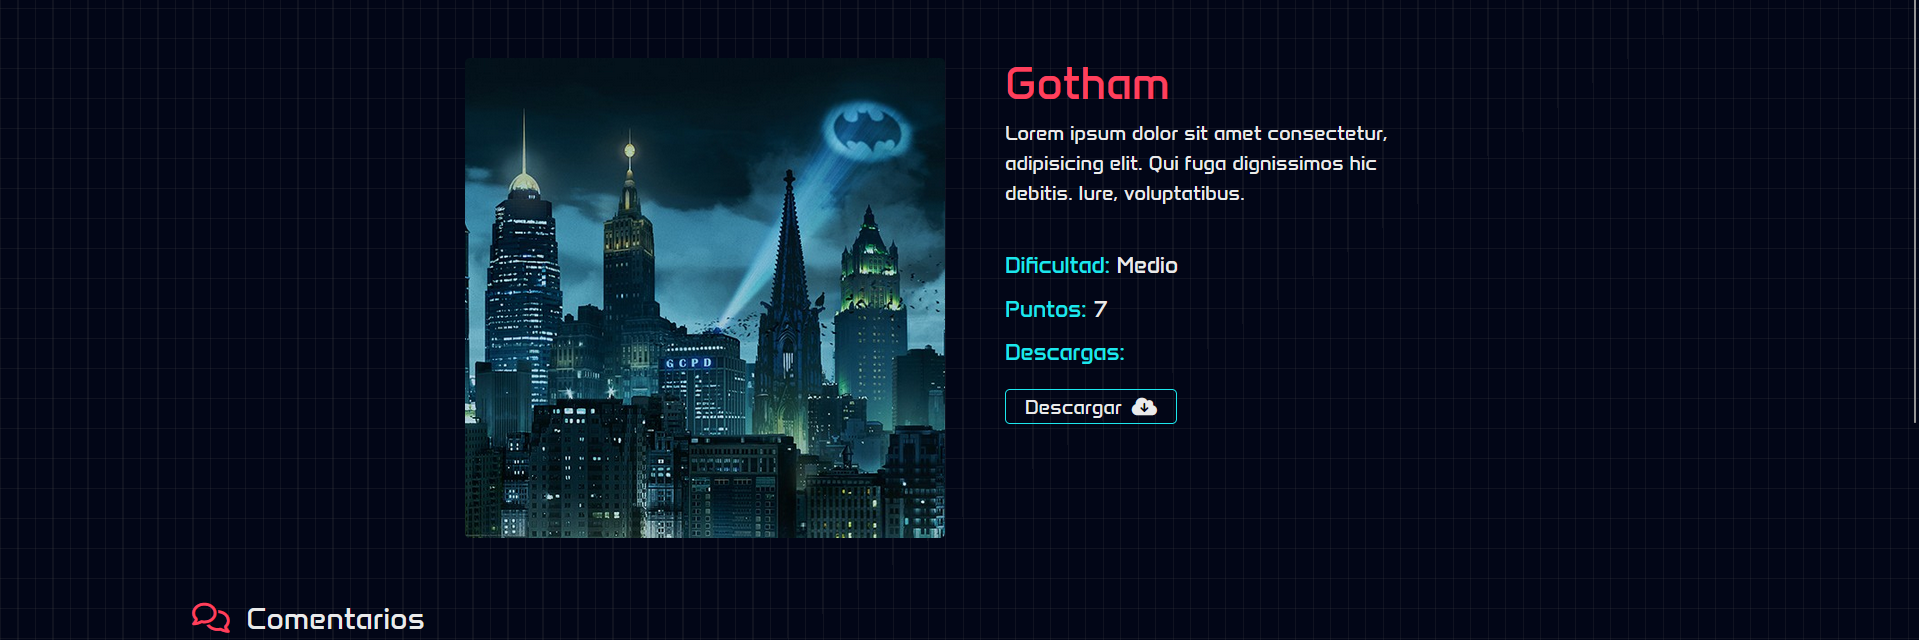 Gotham
Lorem ipsum dolor sit amet consectetur,
adipisicing elit. Qui fuga dignissimos hic
debitis. Iure, voluptatibus.
Dificultad: Medio
Puntos: 7
Descargas:
GCPD
Descargar
Comentarios